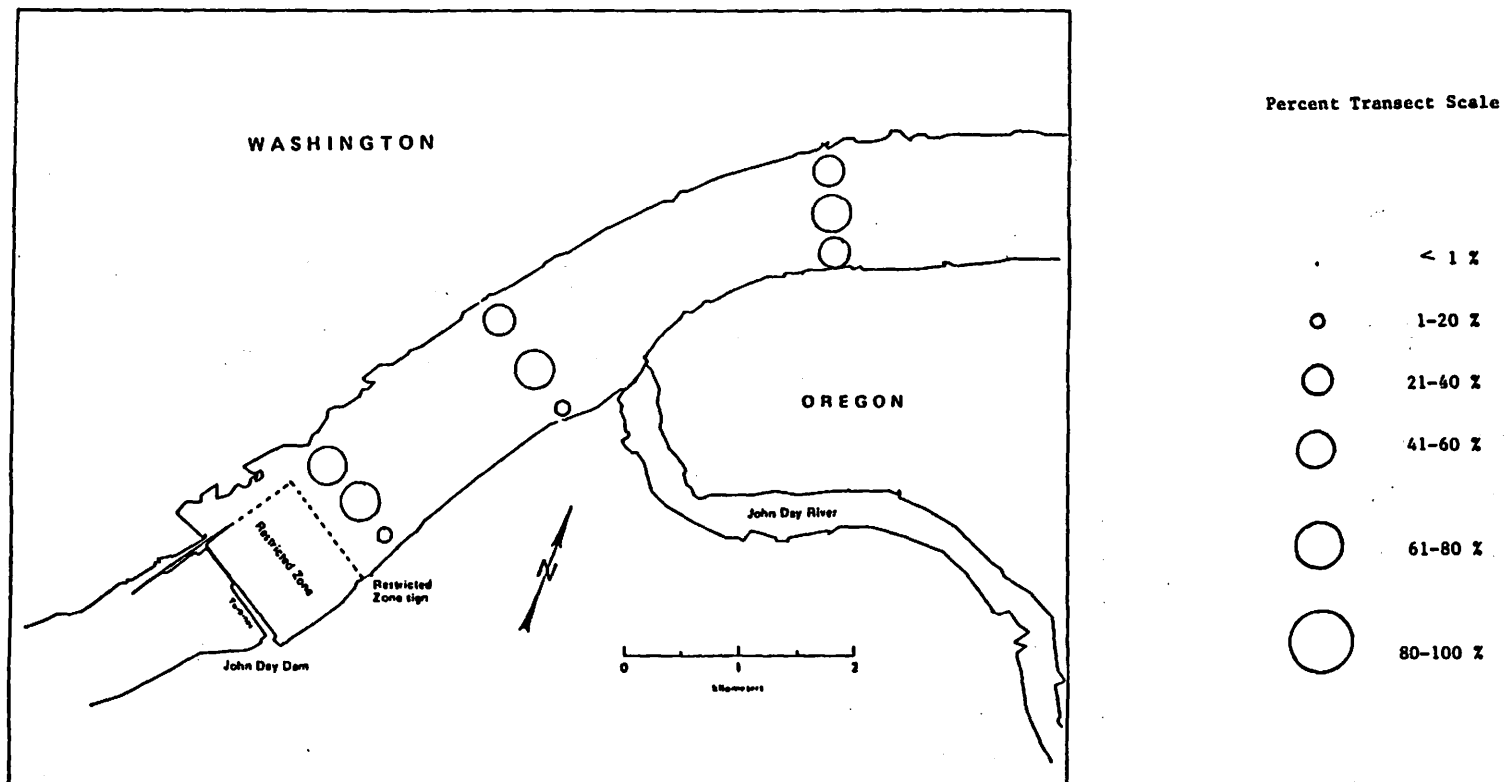 Percent Transect Scale
WASHINGTON
< 1 %
1-20 %
21-40 %
OREGON
41-60 %
John Day River
Restricted Zone
61-80 %
Restricted
Zone sign
N
John Day Dam
80-100 %
0 1 2
kilometers